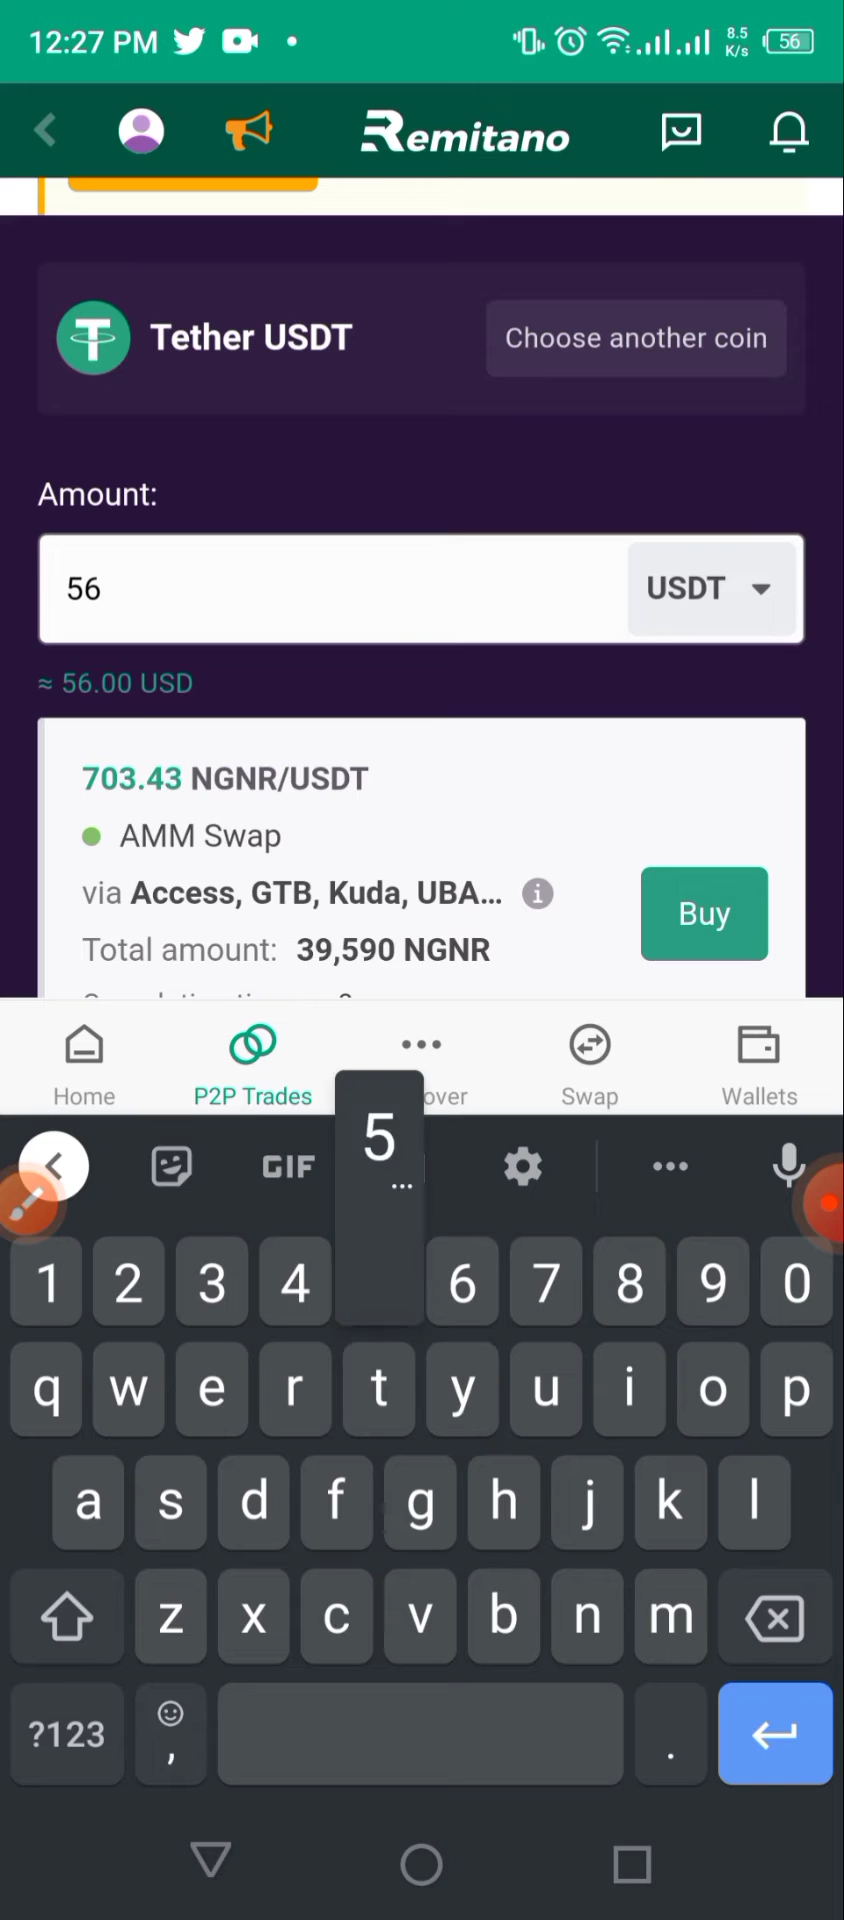 12:27 PM 8.5 K/s 56
Remitano
Tether USDT Choose another coin
Amount:
56 USDT
≈ 56.00 USD
703.43 NGNR/USDT
AMM Swap
via Access, GTB, Kuda, UBA...
Total amount: 39,590 NGNR
Buy
Home P2P Trades over Swap Wallets
5
GIF
1 2 3 4 6 7 8 9 0
q w e r t y u i o p
a s d f g h j k l
z x c v b n m
?123 , .